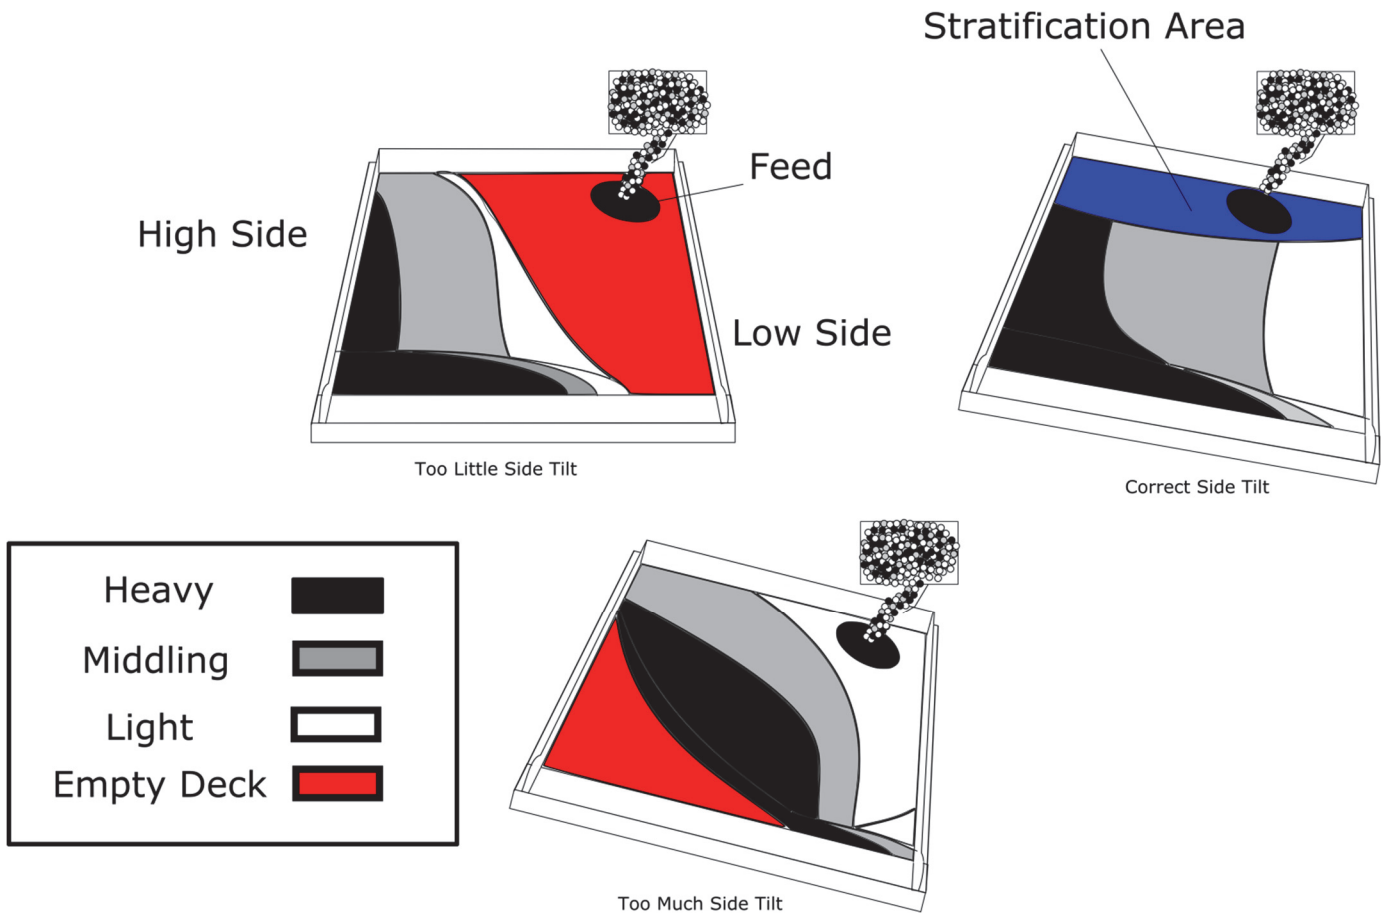 Stratification Area
Feed
High Side
Low Side
Too Little Side Tilt
Correct Side Tilt
Heavy
Middling
Light
Empty Deck
Too Much Side Tilt